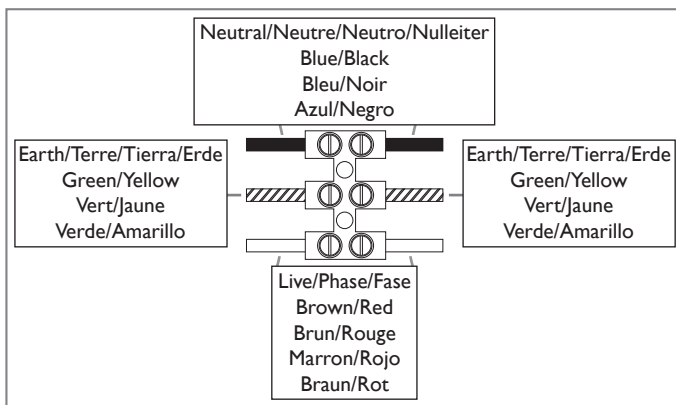 Neutral/Neutre/Neutro/Nulleiter
Blue/Black
Bleu/Noir
Azul/Negro
Earth/Terre/Tierra/Erde
Green/Yellow
Vert/Jaune
Verde/Amarillo
Earth/Terre/Tierra/Erde
Green/Yellow
Vert/Jaune
Verde/Amarillo
Live/Phase/Fase
Brown/Red
Brun/Rouge
Marron/Rojo
Braun/Rot